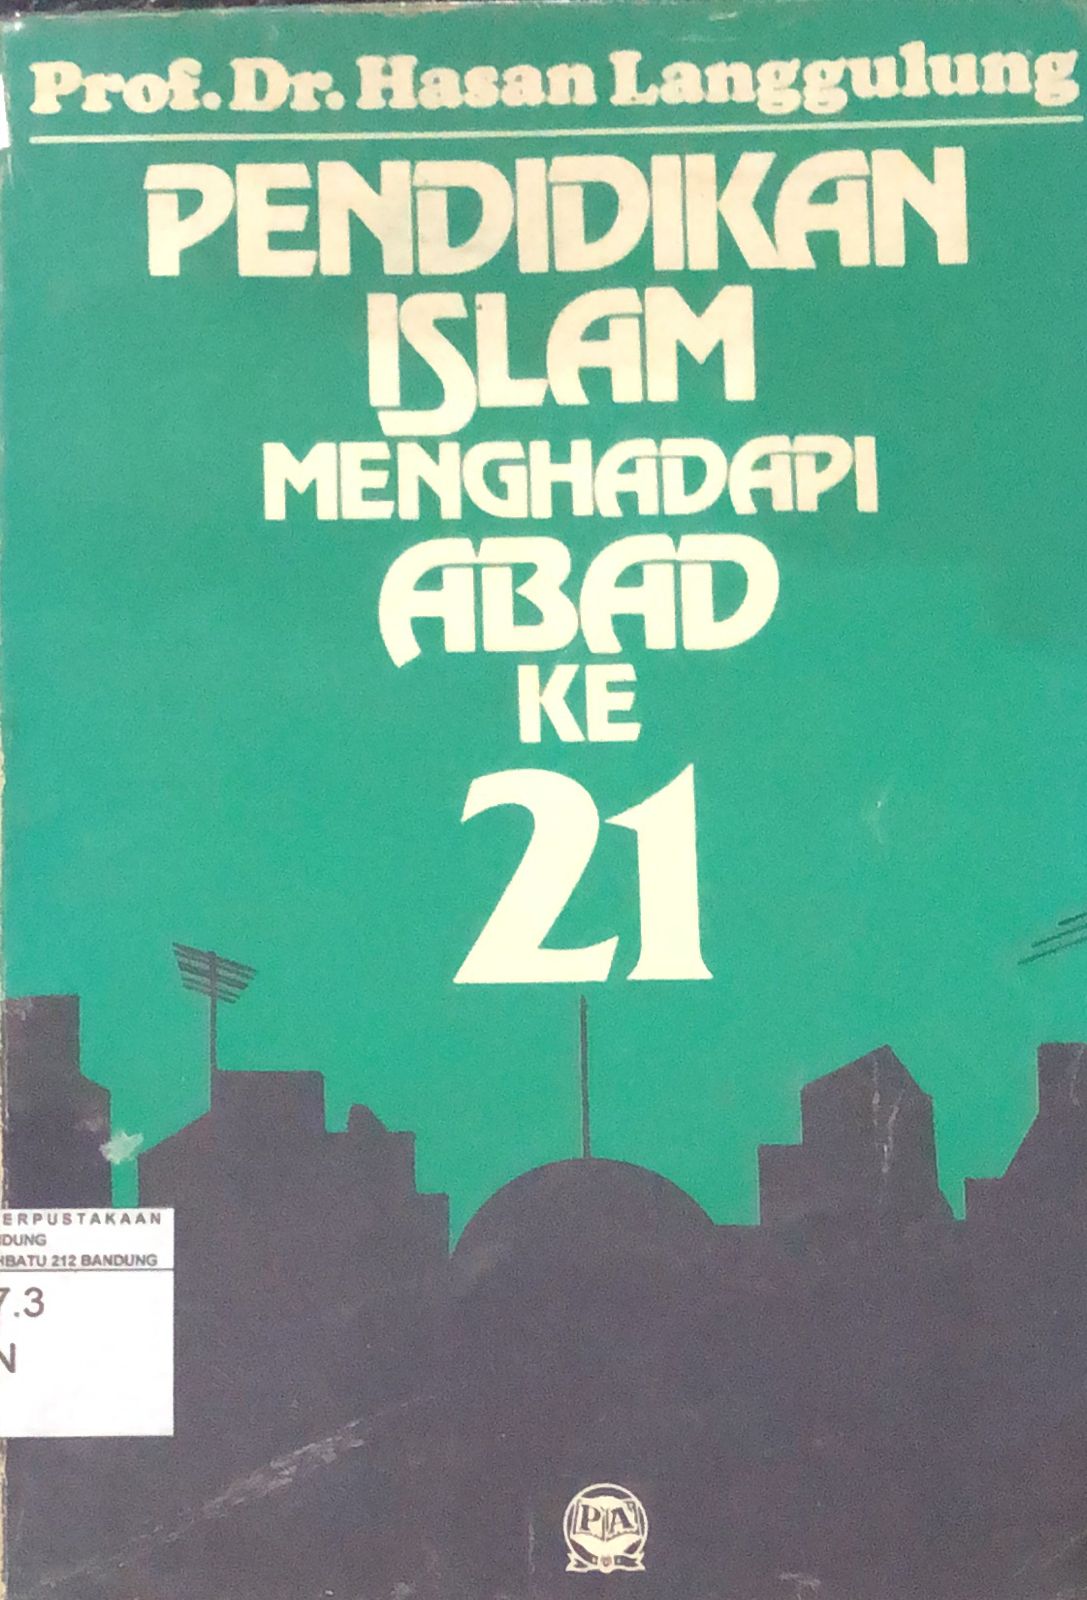 Prof. Dr. Hasan Langgulung
PENDIDIKAN
ISLAM
MENGHADAPI
ABAD
KE
21
ERPUSTAKAAN
DUNG
BATU 212 BANDUNG
7.3
N
PA